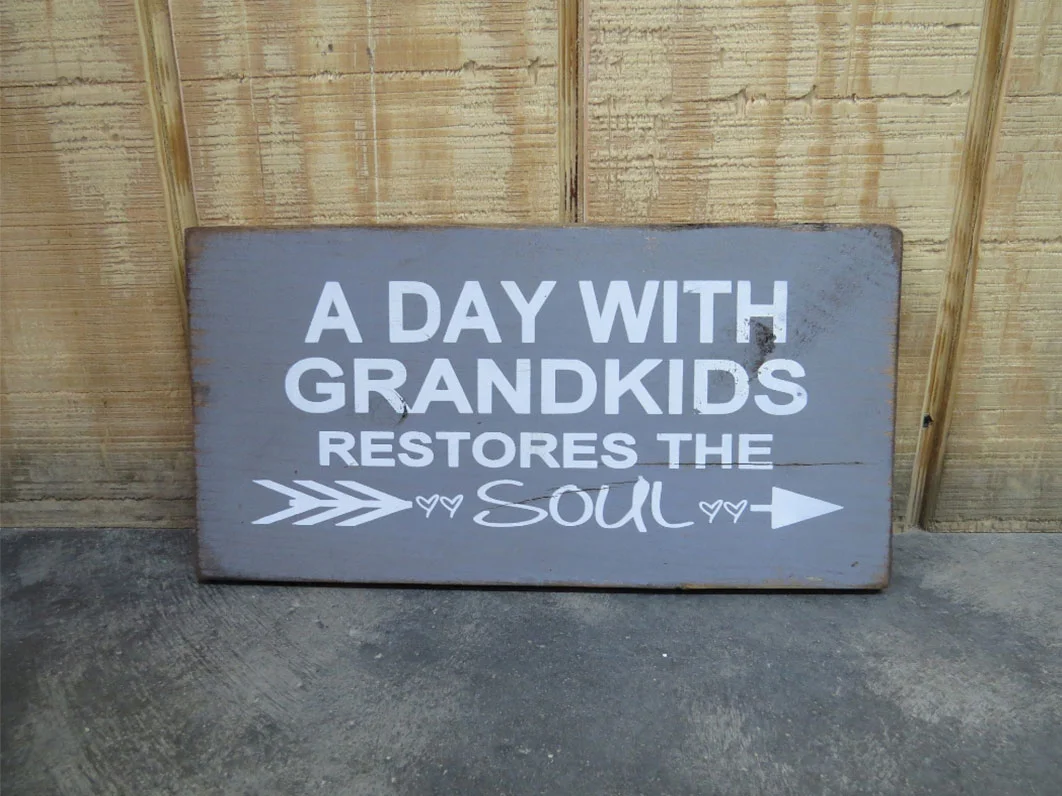 A DAY WITH
GRANDKIDS
RESTORES THE
SOUL